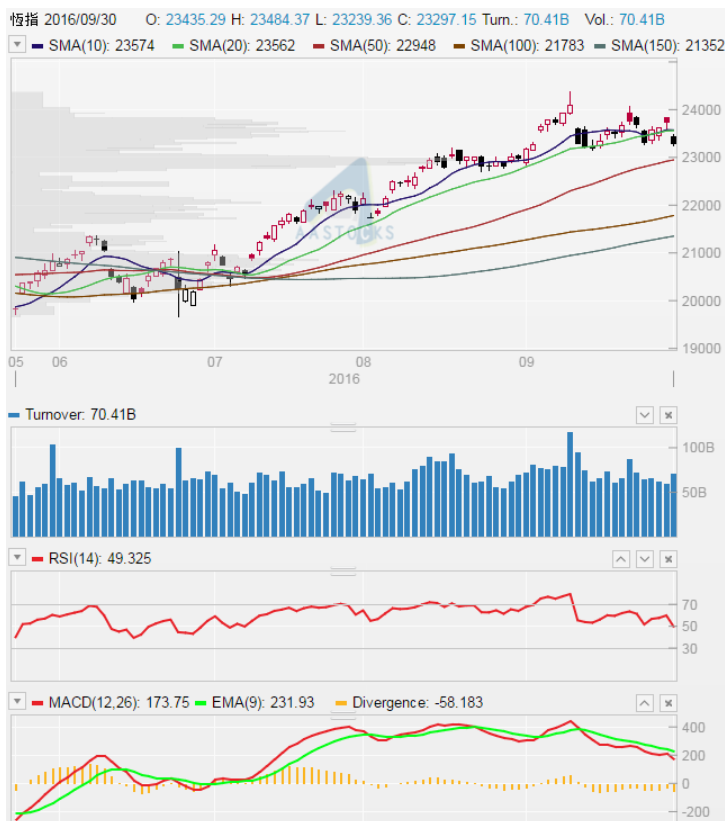 恆指 2016/09/30 O: 23435.29 H: 23484.37 L: 23239.36 C: 23297.15 Turn.: 70.41B Vol.: 70.41B
SMA(10): 23574 SMA(20): 23562 SMA(50): 22948 SMA(100): 21783 SMA(150): 21352
24000
23000
22000
AASTOCKS
21000
20000
19000
05 06 07 08 09
2016
Turnover: 70.41B
100B
50B
RSI(14): 49.325
70
50
30
MACD(12,26): 173.75 EMA(9): 231.93 Divergence: -58.183
400
200
0
-200